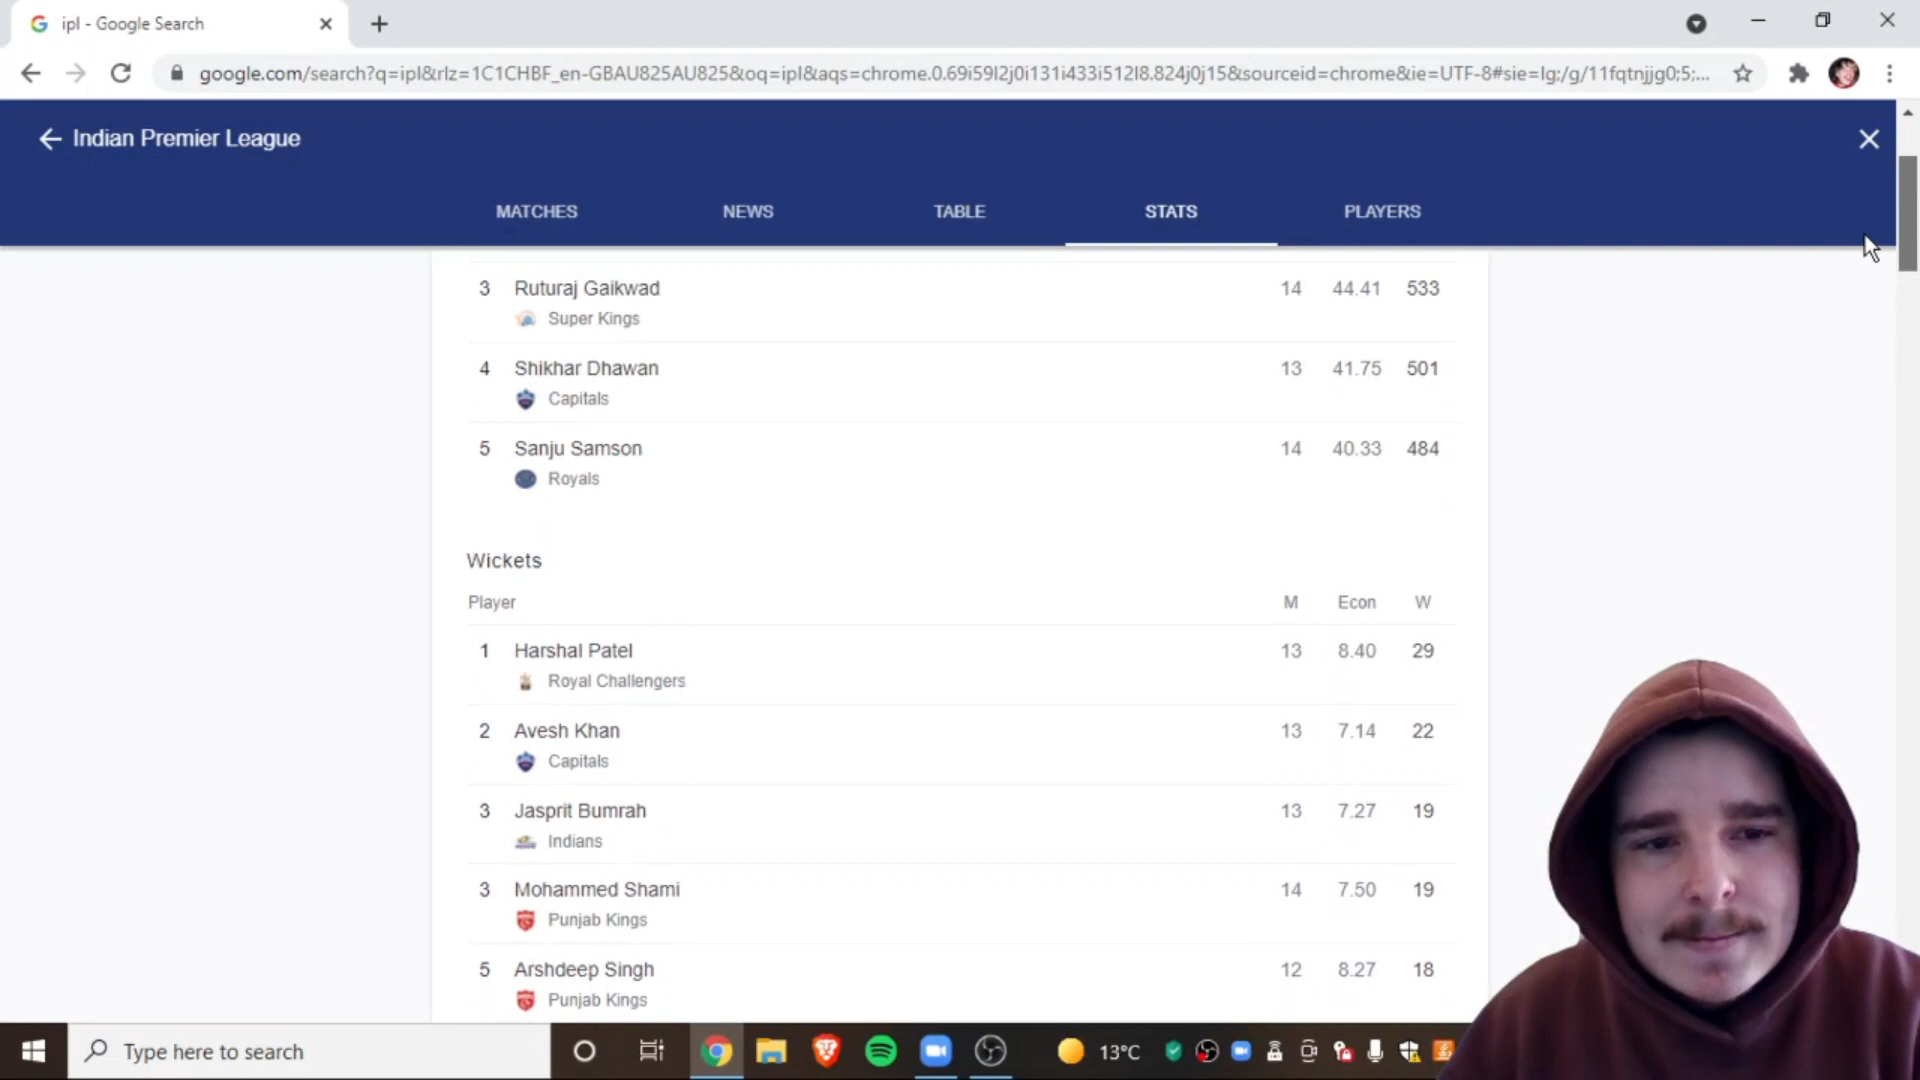 ipl - Google Search
google.com/search?q=ipl&rlz=1C1CHBF_en-GBAU825AU825&oq=ipl&aqs=chrome.0.69i59l2j0i131i433i512l8.824j0j15&sourceid=chrome&ie=UTF-8#sie=lg;/g/11fqtnjjg0;5;...
Indian Premier League
MATCHES NEWS TABLE STATS PLAYERS
3 Ruturaj Gaikwad 14 44.41 533
Super Kings
4 Shikhar Dhawan 13 41.75 501
Capitals
5 Sanju Samson 14 40.33 484
Royals
Wickets
Player M Econ W
1 Harshal Patel 13 8.40 29
Royal Challengers
2 Avesh Khan 13 7.14 22
Capitals
3 Jasprit Bumrah 13 7.27 19
Indians
3 Mohammed Shami 14 7.50 19
Punjab Kings
5 Arshdeep Singh 12 8.27 18
Punjab Kings
Type here to search 13°C